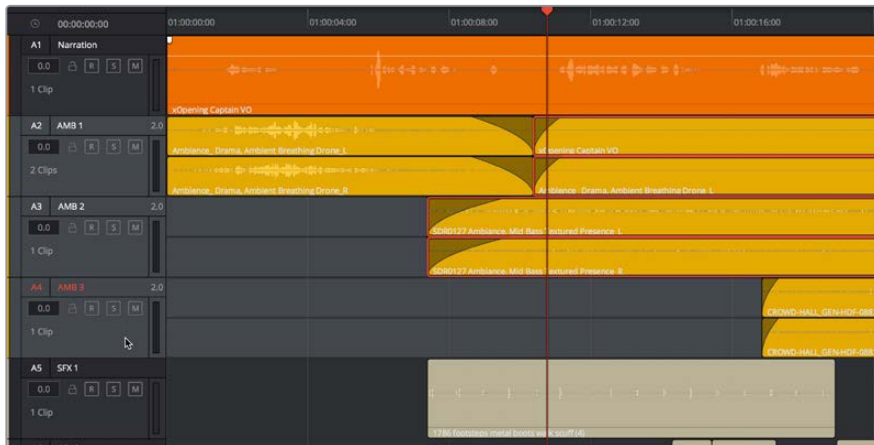 00:00:00:00
01:00:00:00 01:00:04:00 01:00:08:00 01:00:12:00 01:00:16:00
A1 Narration
0.0 R S M
1 Clip
xOpening Captain VO
A2 AMB 1 2.0
0.0 R S M
2 Clips
Ambience_ Drama, Ambient Breathing Drone_L
xOpening Captain VO
Ambience_ Drama, Ambient Breathing Drone_R
Ambience_ Drama, Ambient Breathing Drone_L
A3 AMB 2 2.0
0.0 R S M
1 Clip
SDR0127 Ambiance, Mid Bass Textured Presence_L
SDR0127 Ambiance, Mid Bass Textured Presence_R
A4 AMB 3 2.0
0.0 R S M
1 Clip
CROWD-HALL_GEN-HDF-088
CROWD-HALL_GEN-HDF-088
A5 SFX 1
0.0 R S M
1 Clip
1786 footsteps metal boots walk scuff (4)